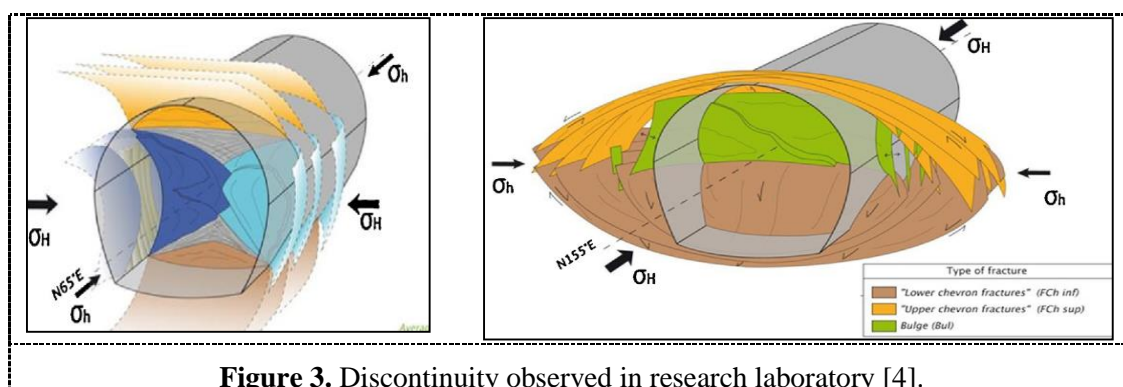 σh
σH
σH
N65°E
σh
Averag
σH
σh
σh
N155°E
σH
Type of fracture
"Lower chevron fractures" (FCh inf)
"Upper chevron fractures" (FCh sup)
Bulge (Bul)
Figure 3. Discontinuity observed in research laboratory [4].